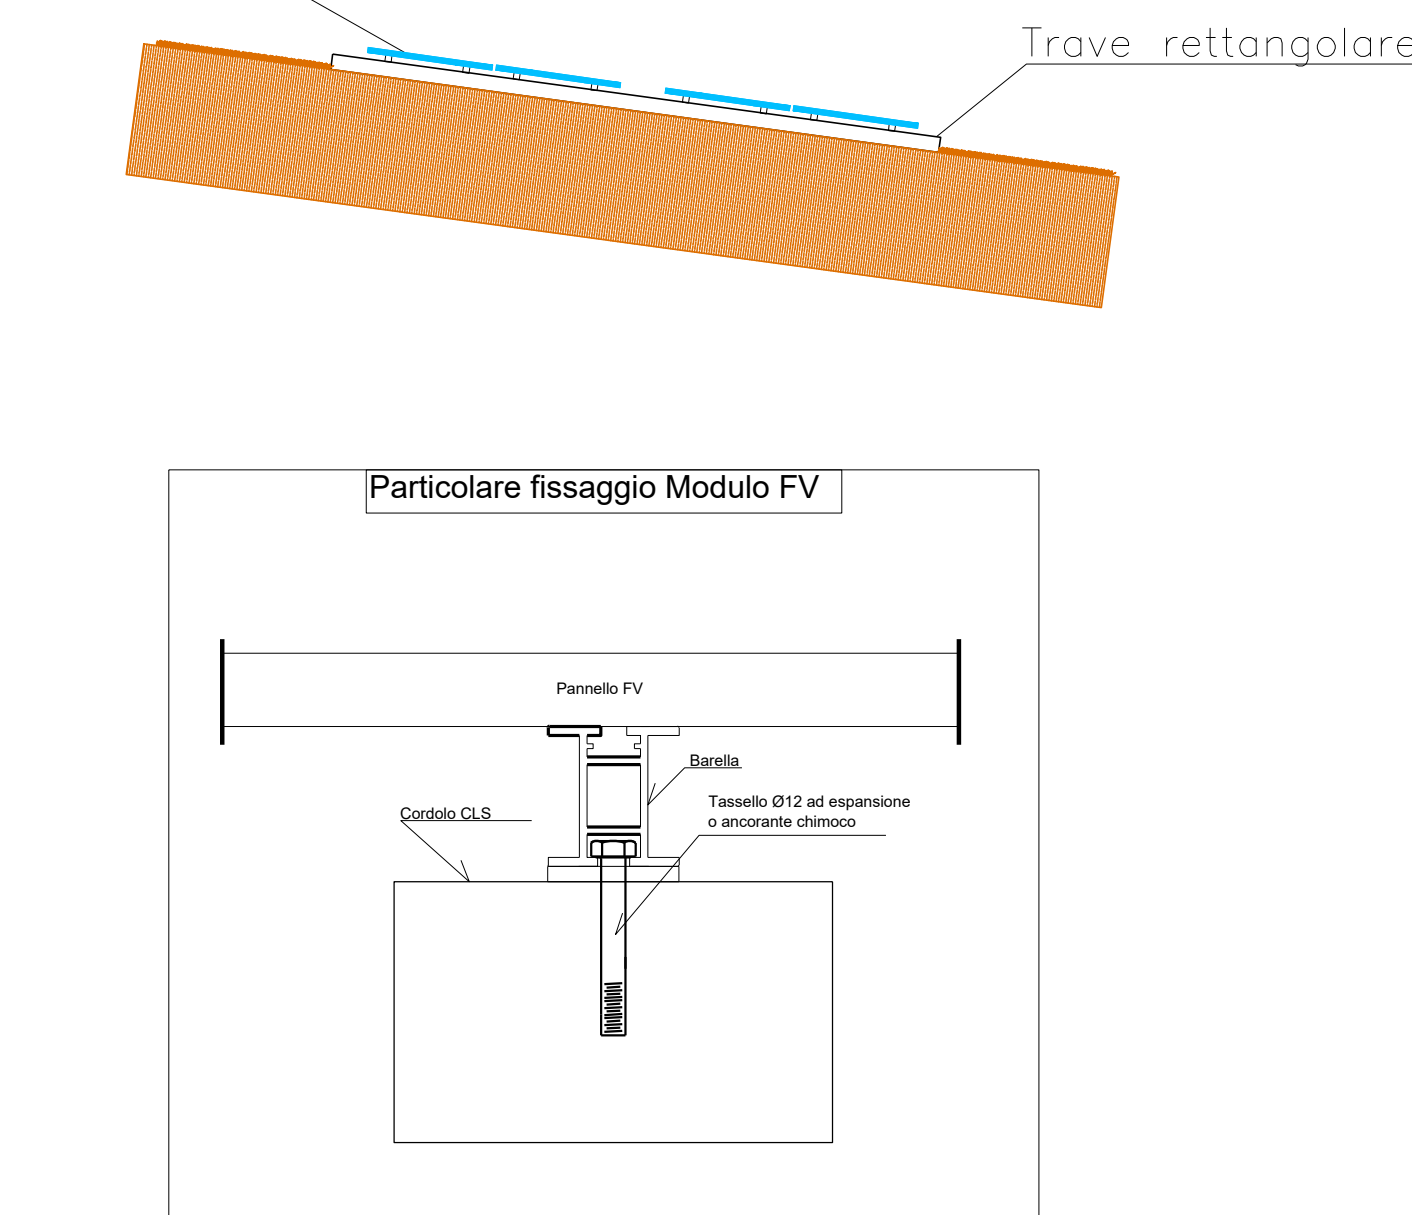 Trave rettangolare
Particolare fissaggio Modulo FV
Pannello FV
Barella
Tassello Ø12 ad espansione
o ancorante chimoco
Cordolo CLS